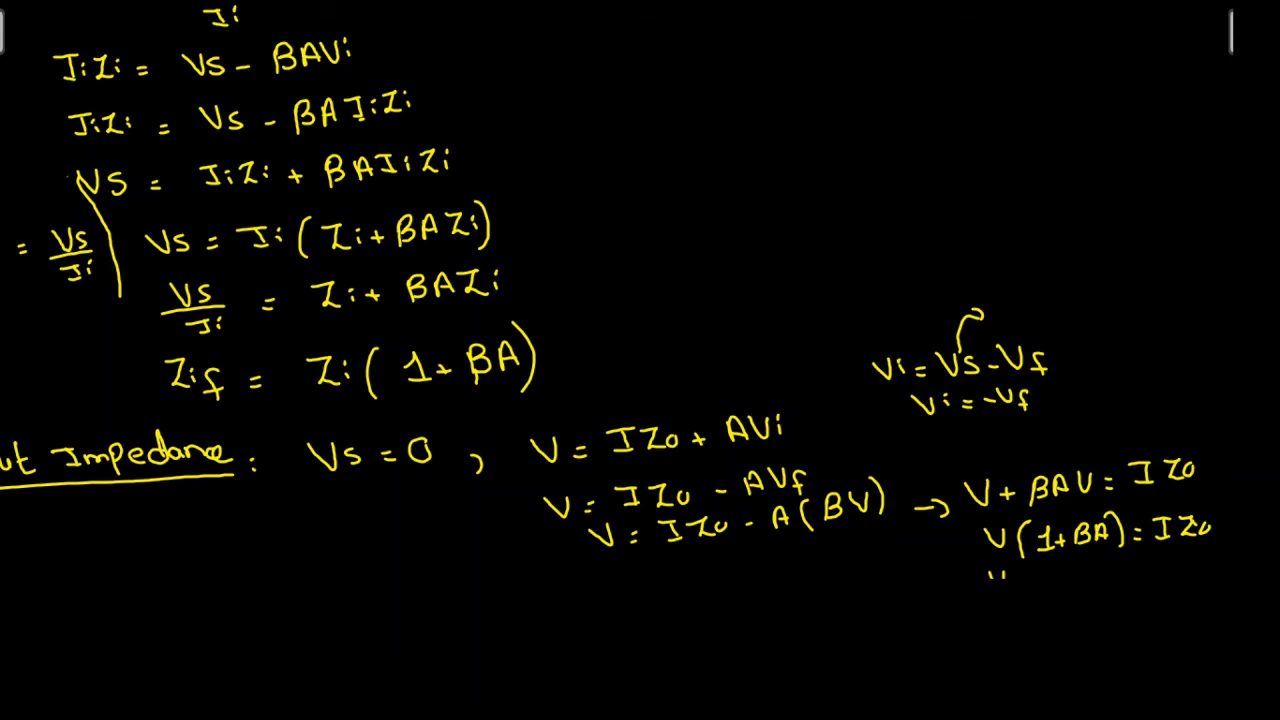 Ii
IiZi = Vs - βAVi
IiZi = Vs - βAIiZi
Vs = IiZi + βAIiZi
= Vs/Ii | Vs = Ii(Zi + βAZi)
Vs/Ii = Zi + βAZi
Zif = Zi(1 + βA)
Vi = Vs - Vf
Vi = -Vf
ut Impedance: Vs = 0, V = IZo + AVi
V = IZo - AVf
V = IZo - A(βV) → V + βAV = IZo
V(1 + βA) = IZo